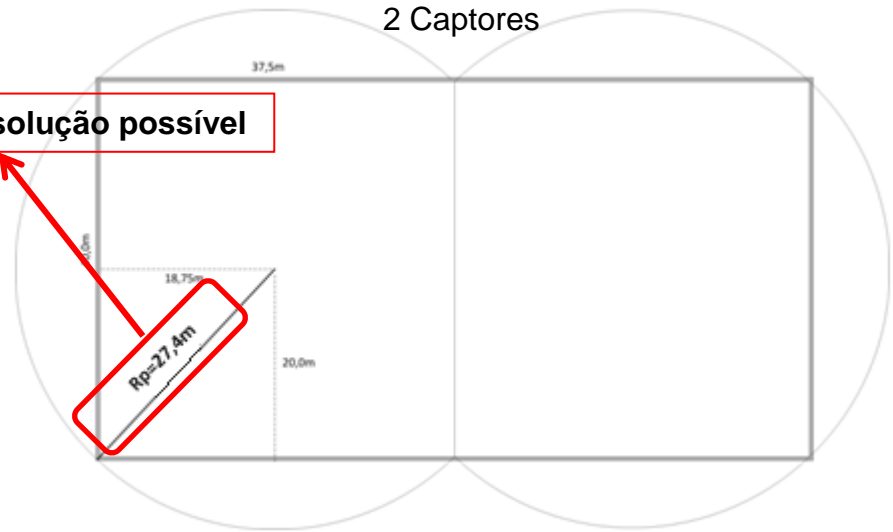 2 Captores
37,5m
solução possível
18,75m
Rp=27,4m
20,0m